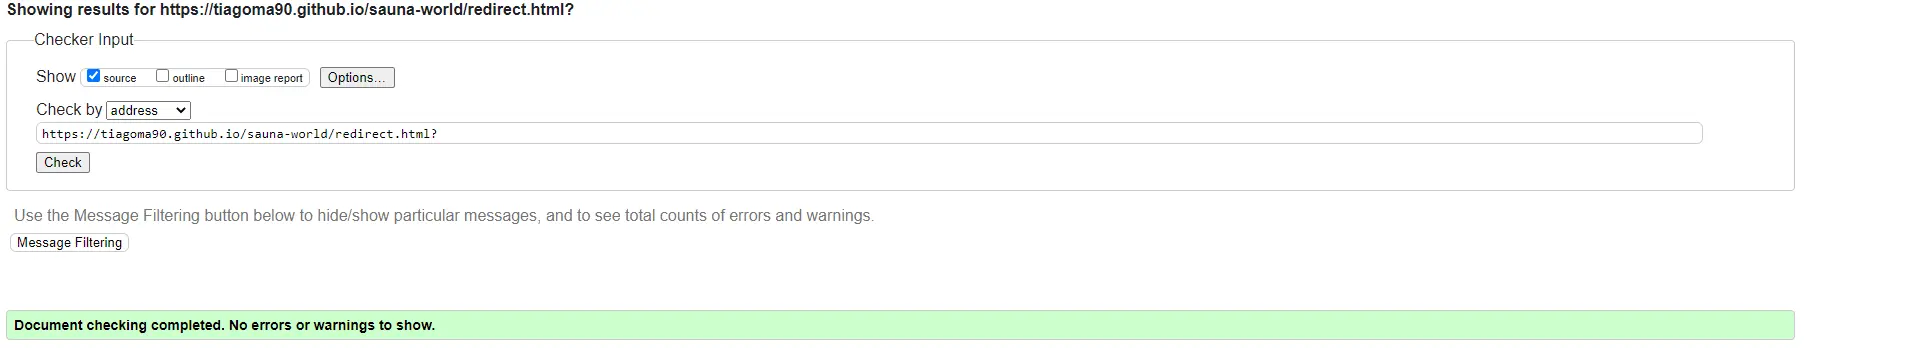 Showing results for https://tiagoma90.github.io/sauna-world/redirect.html?
Checker Input
Show source outline image report Options...
Check by address
https://tiagoma90.github.io/sauna-world/redirect.html?
Check
Use the Message Filtering button below to hide/show particular messages, and to see total counts of errors and warnings.
Message Filtering
Document checking completed. No errors or warnings to show.